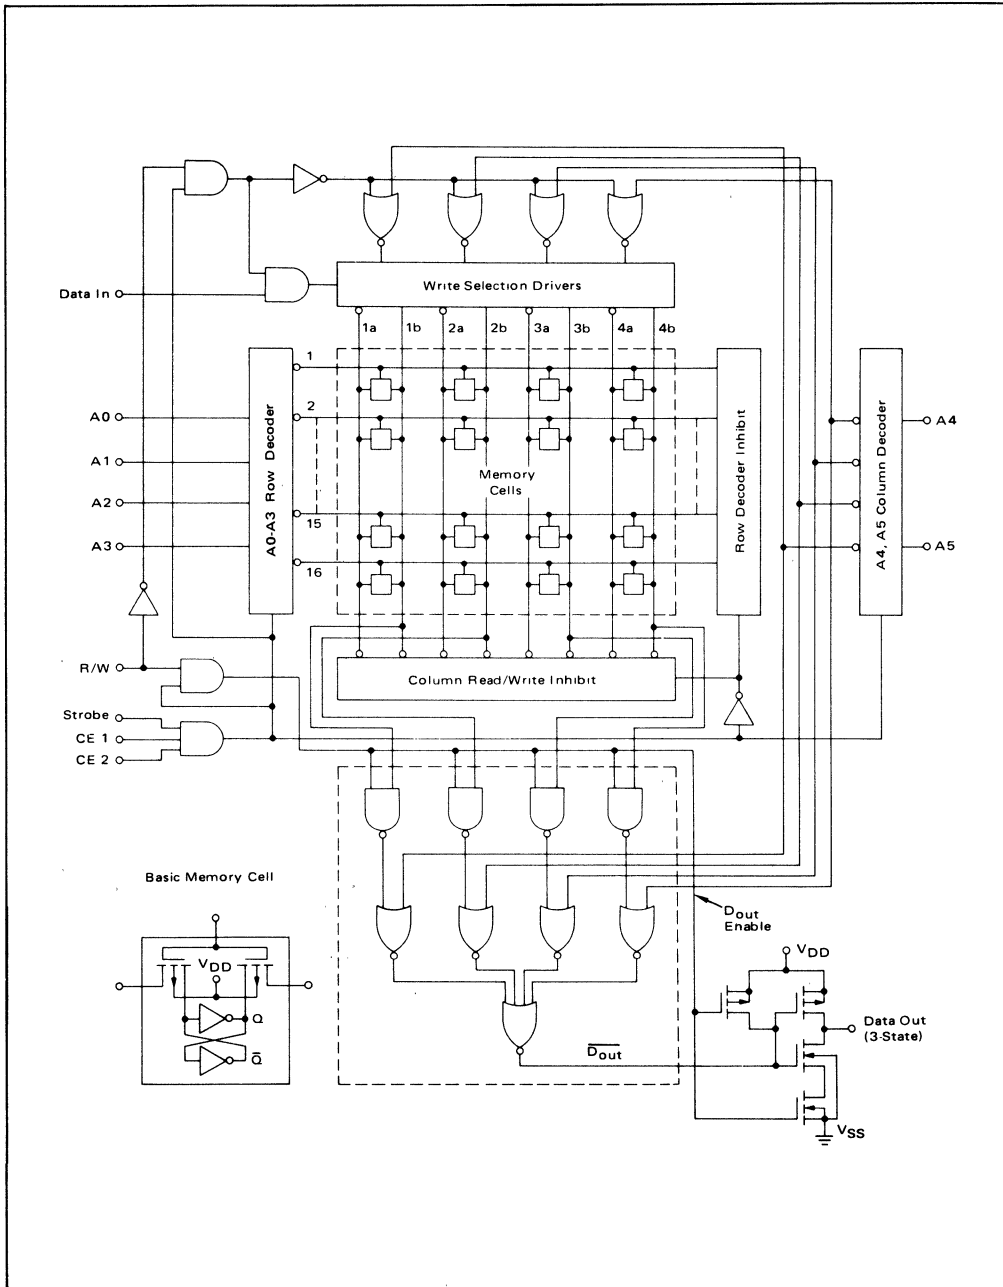 Data In
Write Selection Drivers
1a 1b 2a 2b 3a 3b 4a 4b
1
2
15
16
A0
A1
A2
A3
A0-A3 Row Decoder
Memory
Cells
Row Decoder Inhibit
A4, A5 Column Decoder
A4
A5
R/W
Column Read/Write Inhibit
Strobe
CE 1
CE 2
Basic Memory Cell
VDD
Q
Q̅
Dout
Enable
VDD
Data Out
(3-State)
D̅o̅u̅t̅
VSS